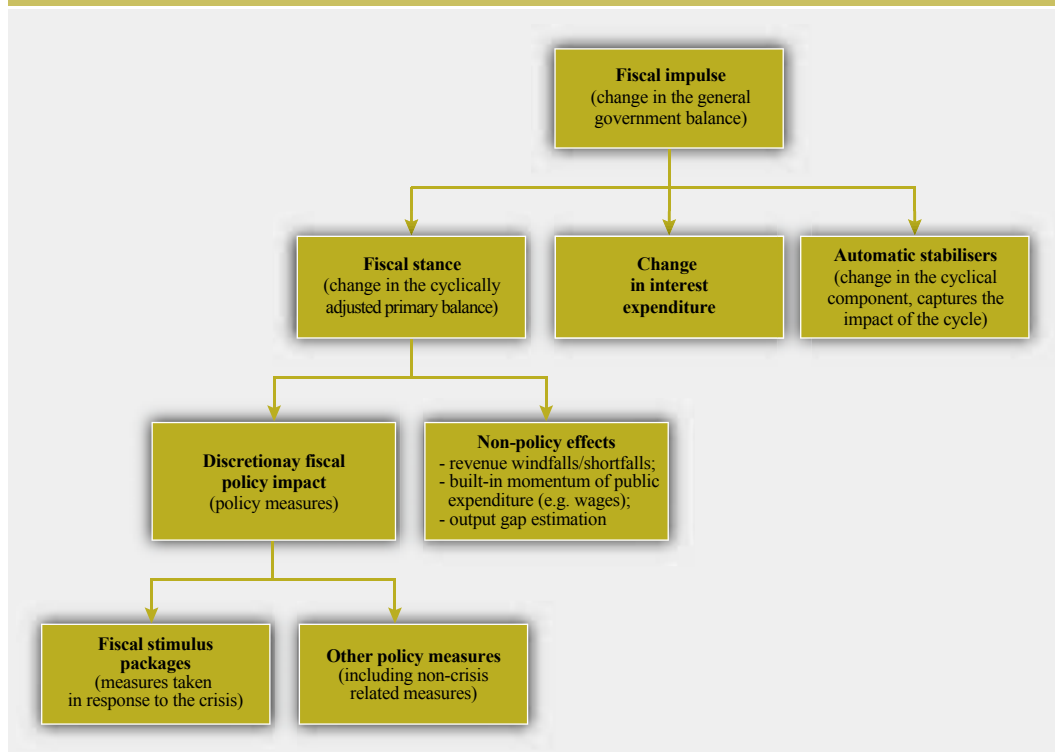 Fiscal impulse
(change in the general
government balance)
Fiscal stance
(change in the cyclically
adjusted primary balance)
Change
in interest
expenditure
Automatic stabilisers
(change in the cyclical
component, captures the
impact of the cycle)
Discretionay fiscal
policy impact
(policy measures)
Non-policy effects
- revenue windfalls/shortfalls;
- built-in momentum of public
expenditure (e.g. wages);
- output gap estimation
Fiscal stimulus
packages
(measures taken
in response to the crisis)
Other policy measures
(including non-crisis
related measures)